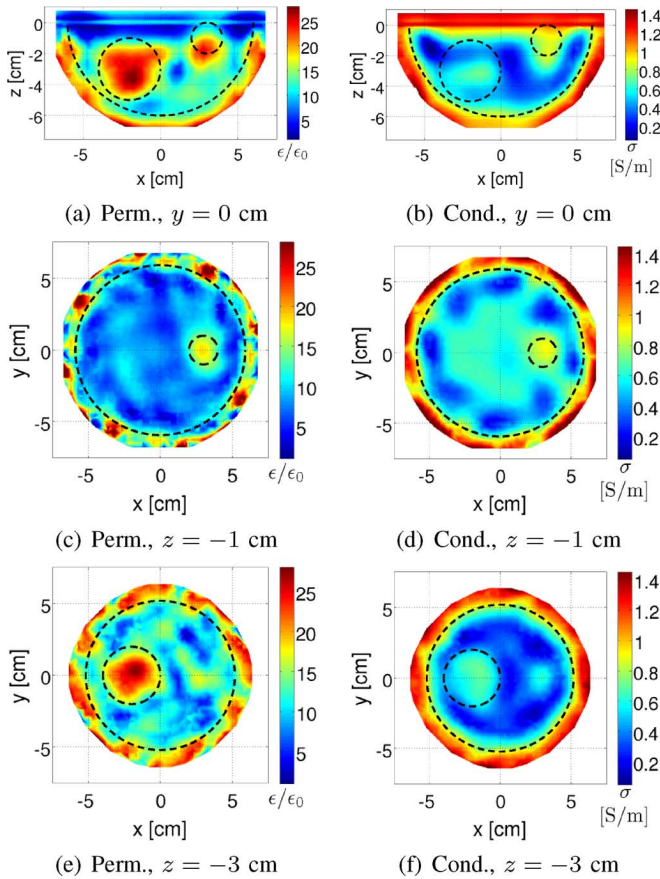 0
-2
-4
-6
z [cm]
-5 0 5
x [cm]
25
20
15
10
5
ϵ/ϵ0
(a) Perm., y = 0 cm
0
-2
-4
-6
z [cm]
-5 0 5
x [cm]
1.4
1.2
1
0.8
0.6
0.4
0.2
σ
[S/m]
(b) Cond., y = 0 cm
5
0
-5
y [cm]
-5 0 5
x [cm]
25
20
15
10
5
ϵ/ϵ0
(c) Perm., z = −1 cm
5
0
-5
y [cm]
-5 0 5
x [cm]
1.4
1.2
1
0.8
0.6
0.4
0.2
σ
[S/m]
(d) Cond., z = −1 cm
5
0
-5
y [cm]
-5 0 5
x [cm]
25
20
15
10
5
ϵ/ϵ0
(e) Perm., z = −3 cm
5
0
-5
y [cm]
-5 0 5
x [cm]
1.4
1.2
1
0.8
0.6
0.4
0.2
σ
[S/m]
(f) Cond., z = −3 cm